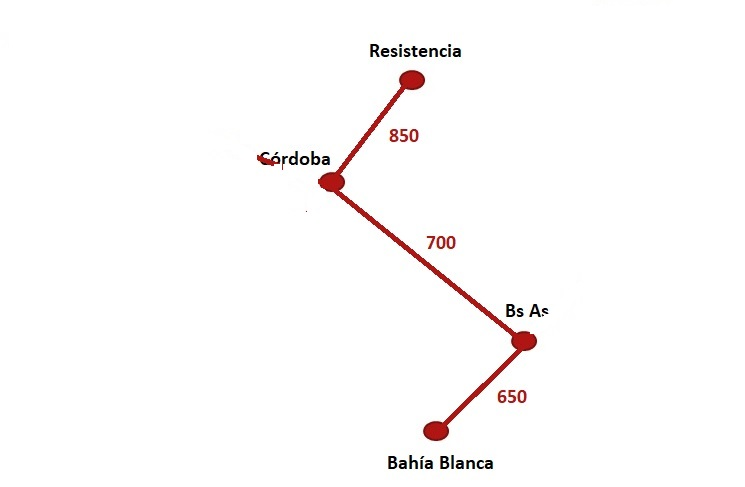 Resistencia
850
Córdoba
700
Bs As
650
Bahía Blanca